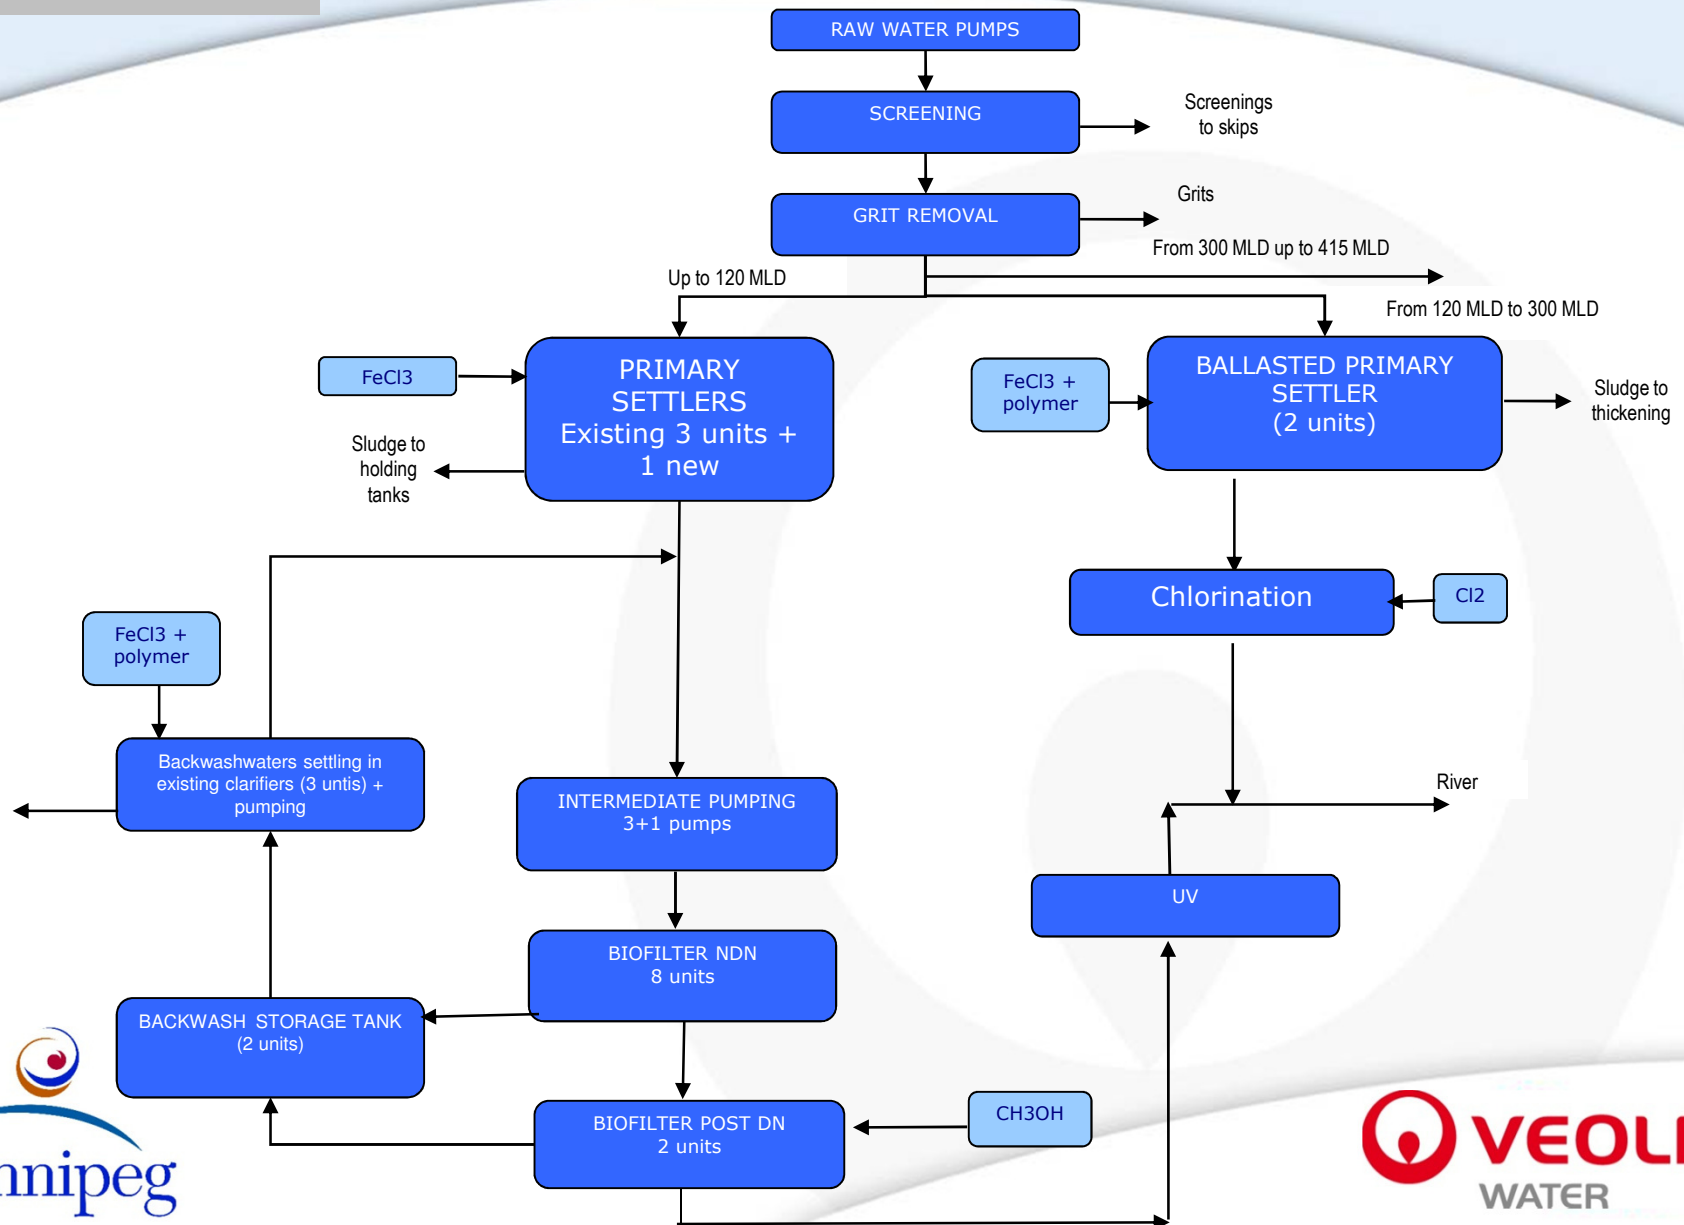 RAW WATER PUMPS
SCREENING
Screenings
to skips
GRIT REMOVAL
Grits
From 300 MLD up to 415 MLD
Up to 120 MLD
From 120 MLD to 300 MLD
FeCl3
PRIMARY
SETTLERS
Existing 3 units +
1 new
Sludge to
holding
tanks
FeCl3 +
polymer
BALLASTED PRIMARY
SETTLER
(2 units)
Sludge to
thickening
Chlorination
Cl2
FeCl3 +
polymer
Backwashwaters settling in
existing clarifiers (3 untis) +
pumping
INTERMEDIATE PUMPING
3+1 pumps
River
UV
BIOFILTER NDN
8 units
BACKWASH STORAGE TANK
(2 units)
BIOFILTER POST DN
2 units
CH3OH
nnipeg
VEOLI
WATER